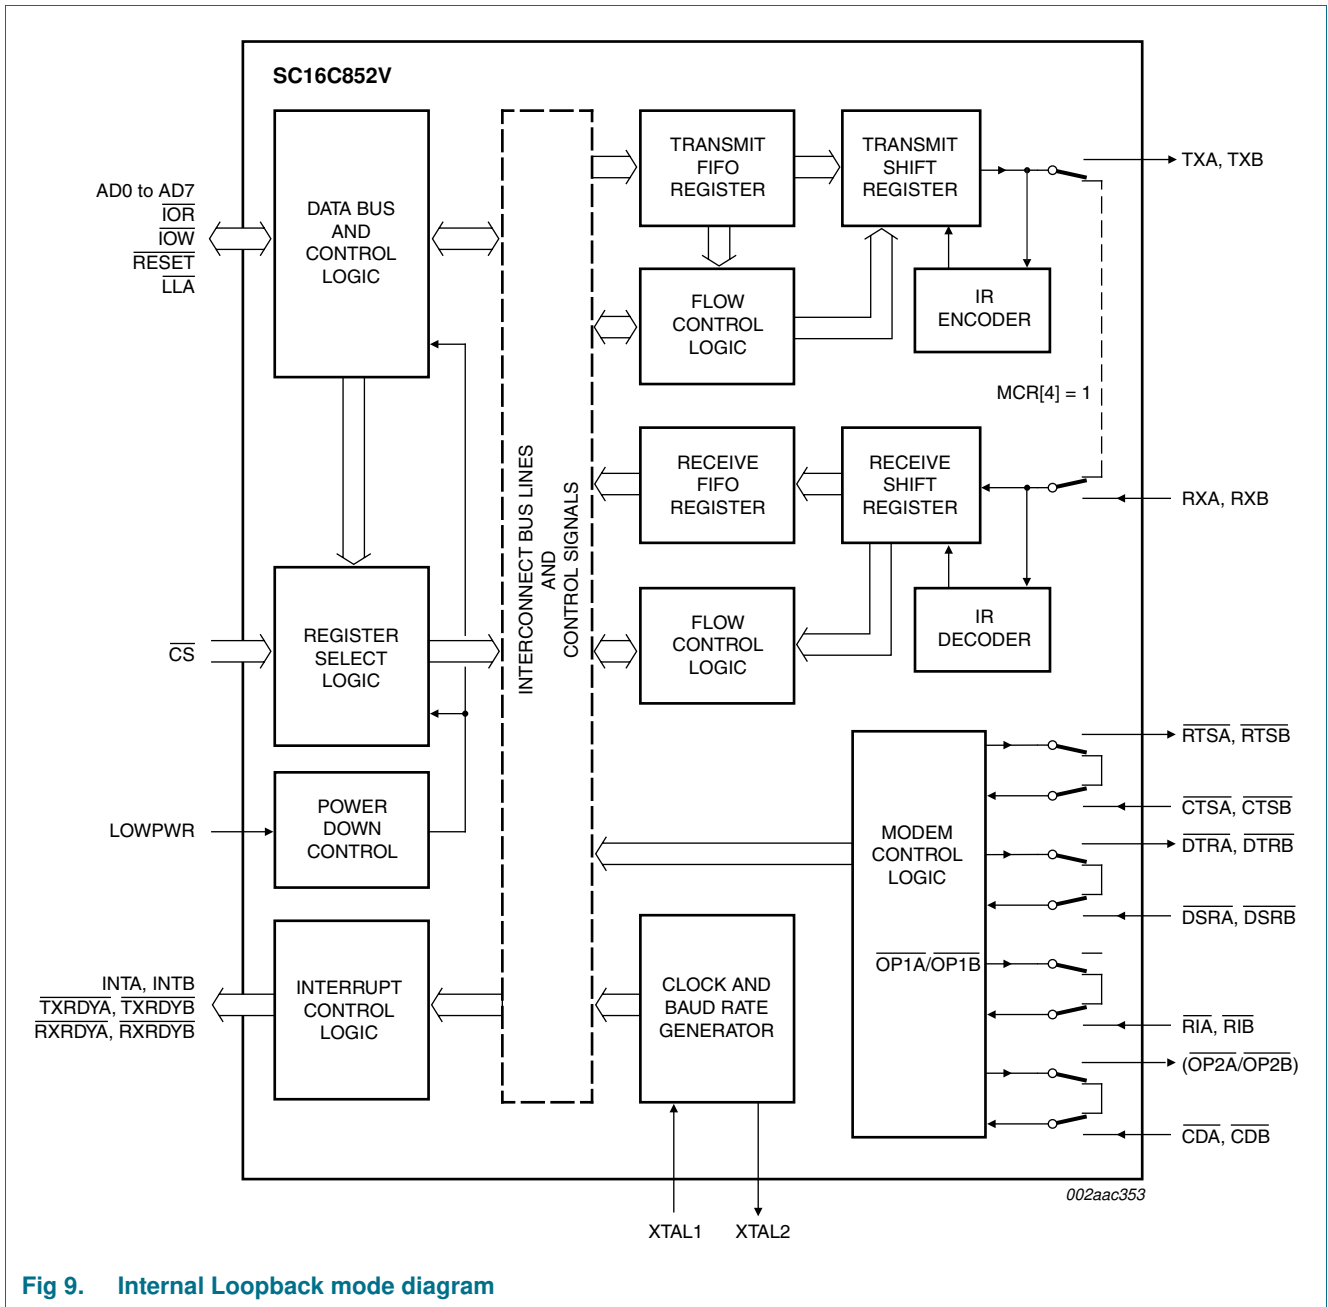 SC16C852V
AD0 to AD7
IOR
IOW
RESET
LLA
DATA BUS
AND
CONTROL
LOGIC
TRANSMIT
FIFO
REGISTER
TRANSMIT
SHIFT
REGISTER
TXA, TXB
FLOW
CONTROL
LOGIC
IR
ENCODER
MCR[4] = 1
INTERCONNECT BUS LINES
AND
CONTROL SIGNALS
RECEIVE
FIFO
REGISTER
RECEIVE
SHIFT
REGISTER
RXA, RXB
CS
REGISTER
SELECT
LOGIC
FLOW
CONTROL
LOGIC
IR
DECODER
LOWPWR
POWER
DOWN
CONTROL
MODEM
CONTROL
LOGIC
OP1A/OP1B
RTSA, RTSB
CTSA, CTSB
DTRA, DTRB
DSRA, DSRB
RIA, RIB
(OP2A/OP2B)
CDA, CDB
INTA, INTB
TXRDYA, TXRDYB
RXRDYA, RXRDYB
INTERRUPT
CONTROL
LOGIC
CLOCK AND
BAUD RATE
GENERATOR
XTAL1
XTAL2
002aac353
Fig 9. Internal Loopback mode diagram